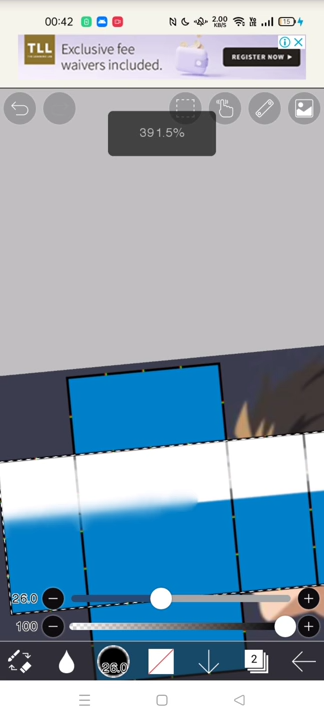 00:42
2.00
KB/S
15
TLL
Exclusive fee
waivers included.
REGISTER NOW
391.5%
26.0
100
26.0
2